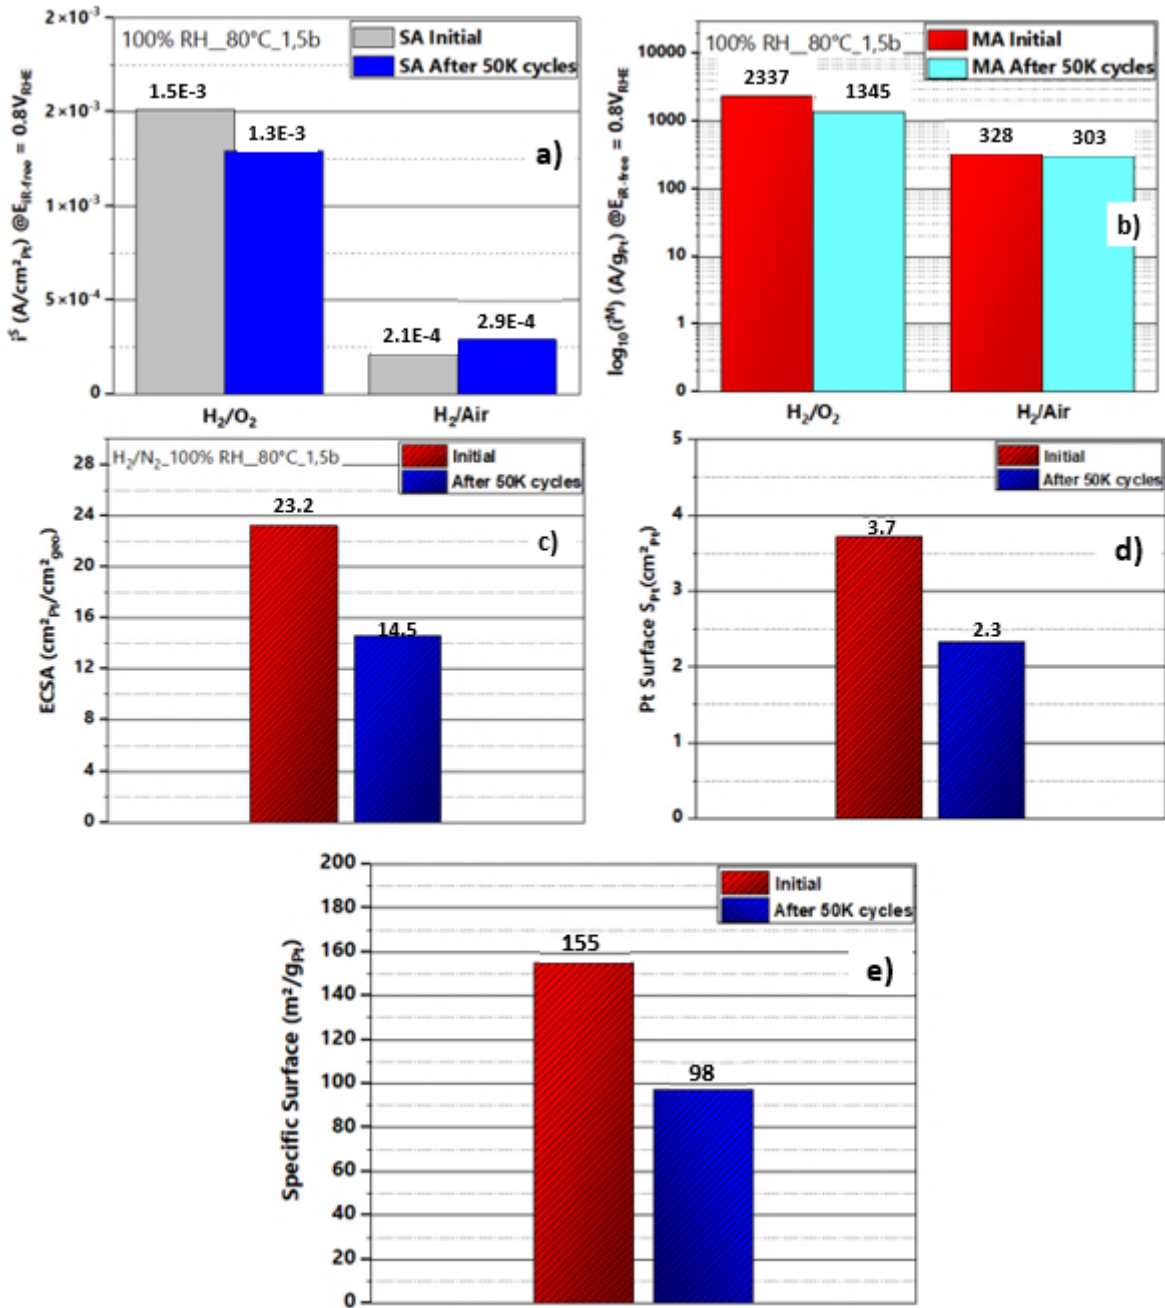 2×10⁻³
100% RH__80°C_1,5b
SA Initial
SA After 50K cycles
1.5E-3
2×10⁻³
1.3E-3
a)
1×10⁻³
5×10⁻⁴
2.1E-4
2.9E-4
0
H₂/O₂
H₂/Air
iˢ (A/cm²Pt) @EiR-free = 0.8VRHE
100% RH__80°C_1,5b
MA Initial
MA After 50K cycles
10000
2337
1345
1000
328
303
100
b)
10
1
0
H₂/O₂
H₂/Air
log₁₀(iᴹ) (A/gPt) @EiR-free = 0.8VRHE
H₂/N₂_100% RH__80°C_1,5b
Initial
After 50K cycles
28
24
23.2
c)
20
16
14.5
12
8
4
0
ECSA (cm²Pt/cm²geo)
5
Initial
After 50K cycles
4
3.7
d)
3
2.3
2
1
0
Pt Surface SPt(cm²Pt)
200
Initial
After 50K cycles
180
160
155
e)
140
120
100
98
80
60
40
20
0
Specific Surface (m²/gPt)